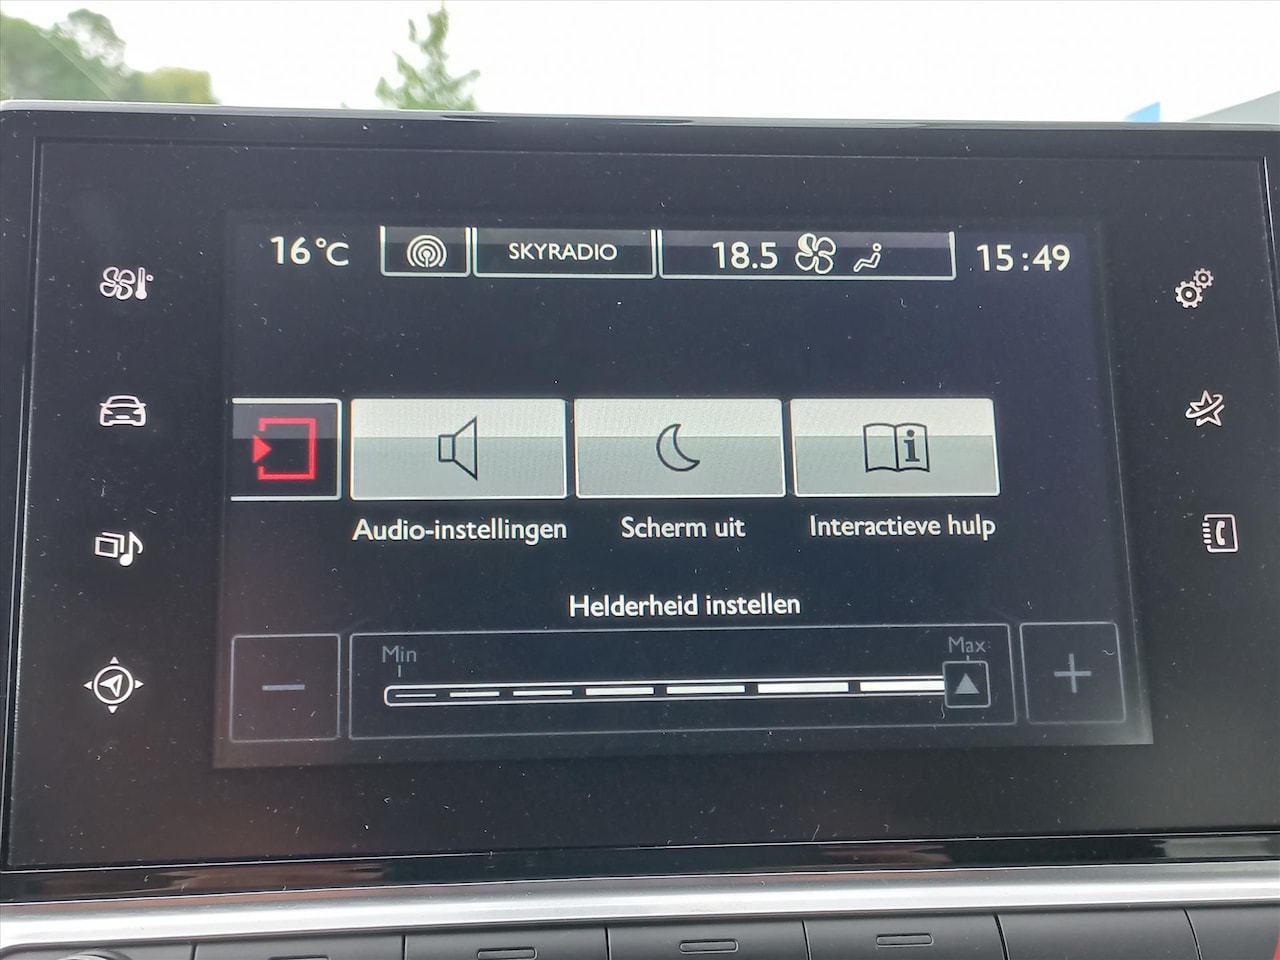 16°C SKYRADIO 18.5 15:49
Audio-instellingen Scherm uit Interactieve hulp
Helderheid instellen
Min Max